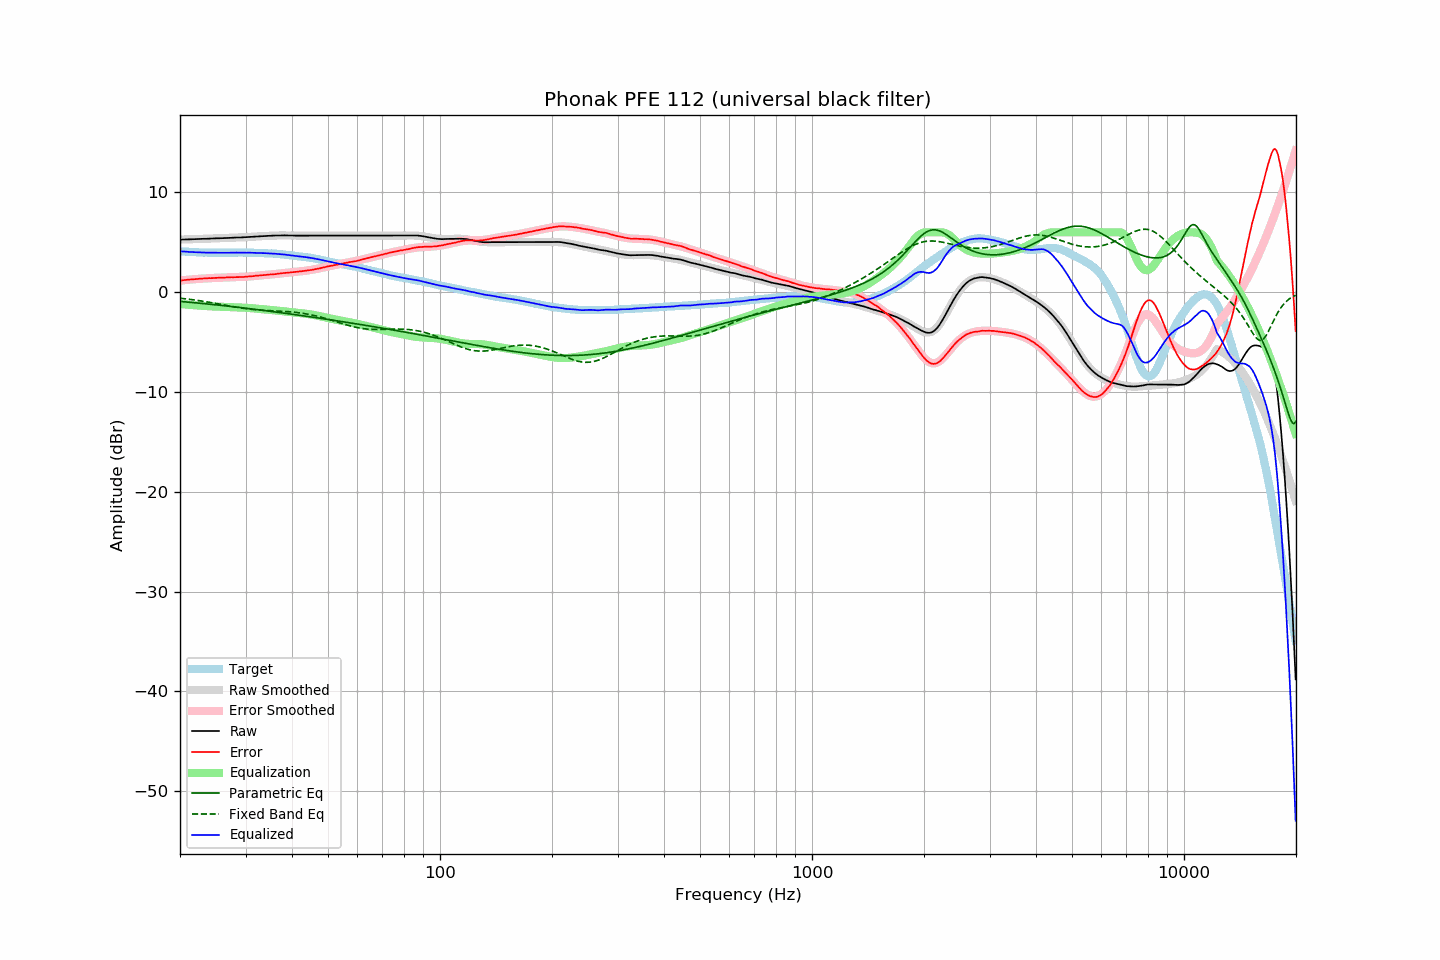 Phonak PFE 112 (universal black filter)
10
0
−10
−20
−30
−40
−50
Amplitude (dBr)
Target
Raw Smoothed
Error Smoothed
Raw
Error
Equalization
Parametric Eq
Fixed Band Eq
Equalized
100
1000
10000
Frequency (Hz)